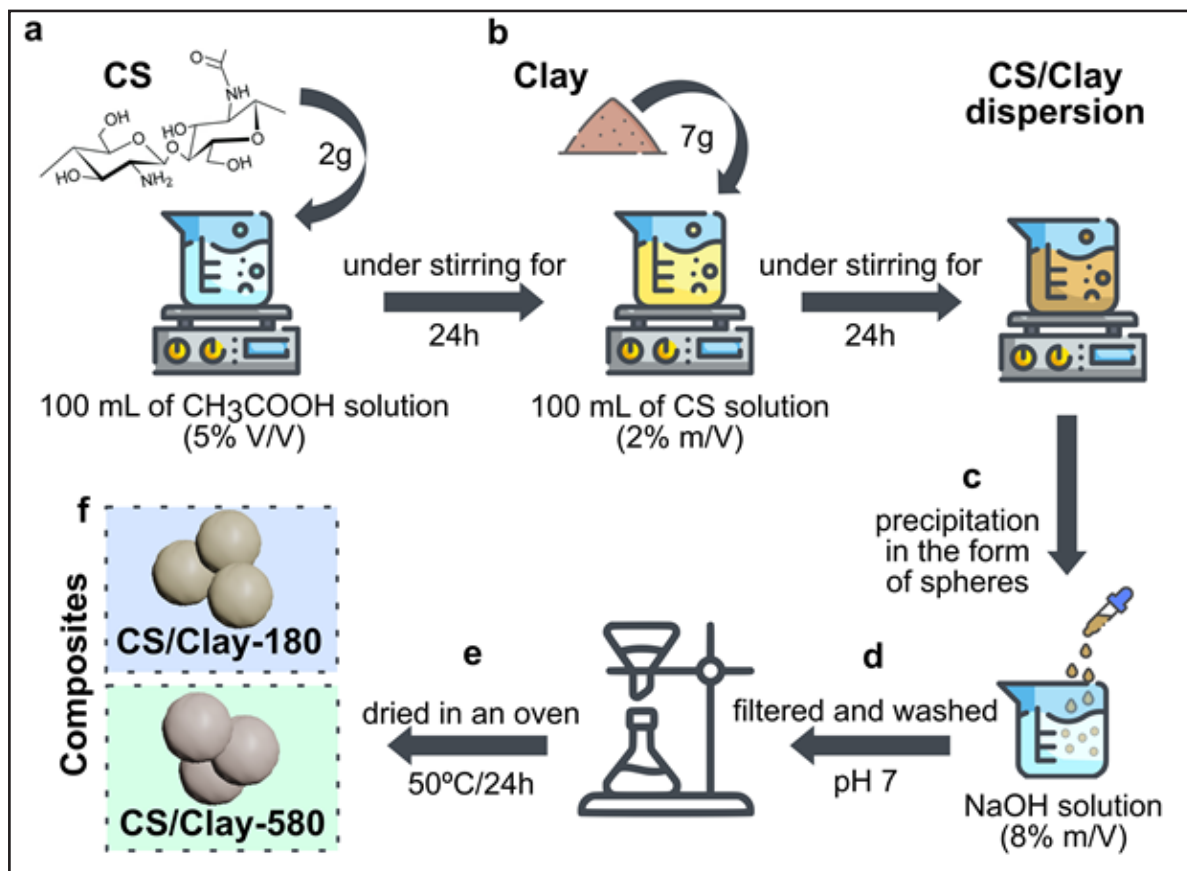 a
CS
O
NH
OH
HO
O
O
O
HO
NH2
OH
2g
under stirring for
24h
100 mL of CH3COOH solution
(5% V/V)
b
Clay
7g
under stirring for
24h
100 mL of CS solution
(2% m/V)
CS/Clay
dispersion
c
precipitation
in the form
of spheres
NaOH solution
(8% m/V)
d
filtered and washed
pH 7
e
dried in an oven
50ºC/24h
f
Composites
CS/Clay-180
CS/Clay-580